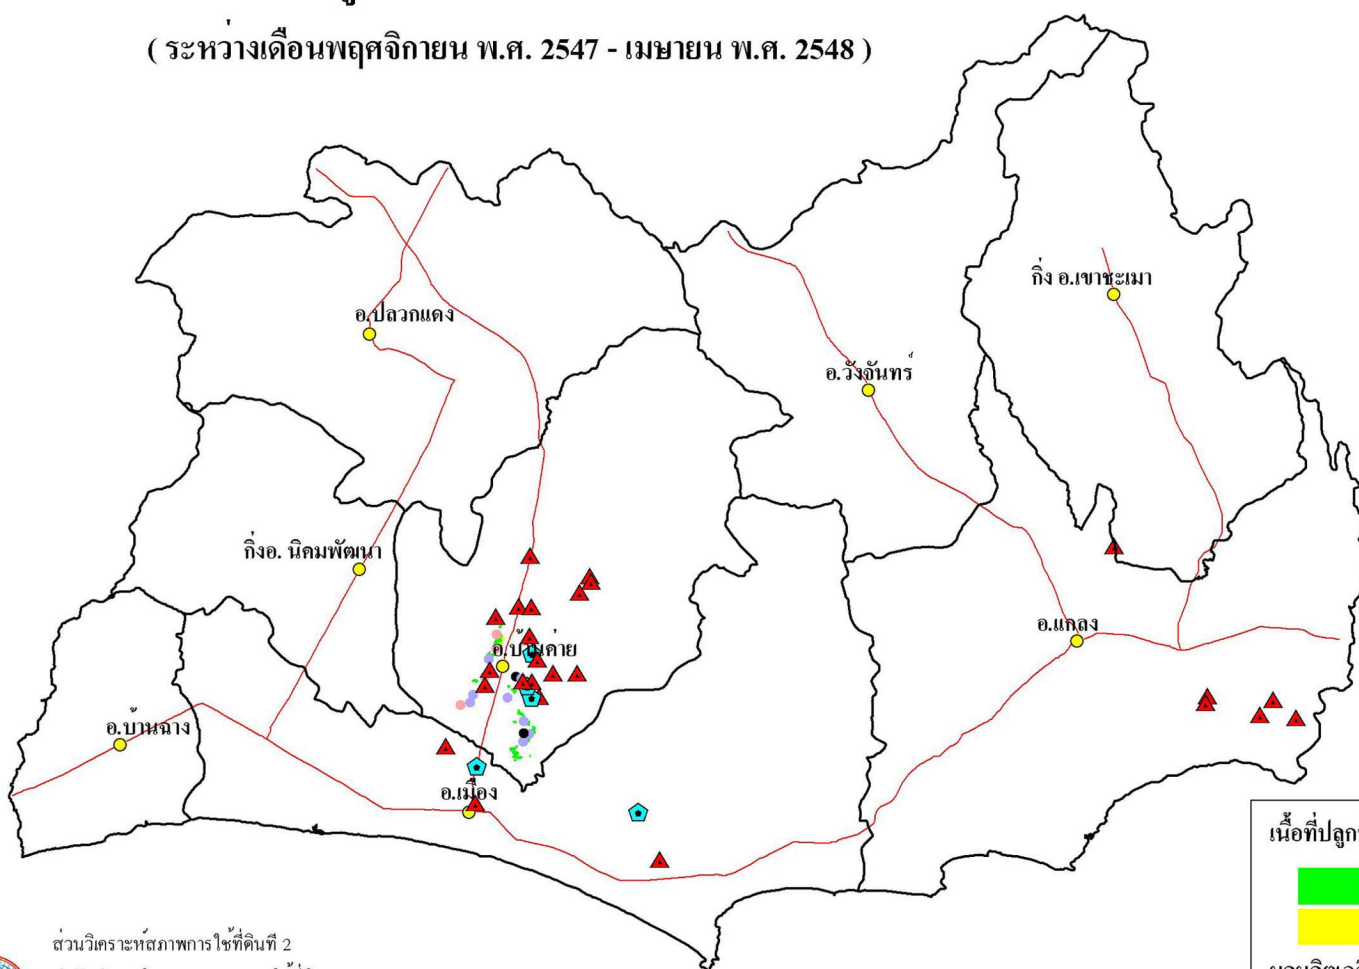 ( ระหว่างเดือนพฤศจิกายน พ.ศ. 2547 - เมษายน พ.ศ. 2548 )
กิ่ง อ.เขาชะเมา
อ.ปลวกแดง
อ.วังจันทร์
กิ่งอ. นิคมพัฒนา
อ.แกลง
อ.บ้านค่าย
อ.บ้านฉาง
อ.เมือง
เนื้อที่ปลูก
ส่วนวิเคราะห์สภาพการใช้ที่ดินที่ 2